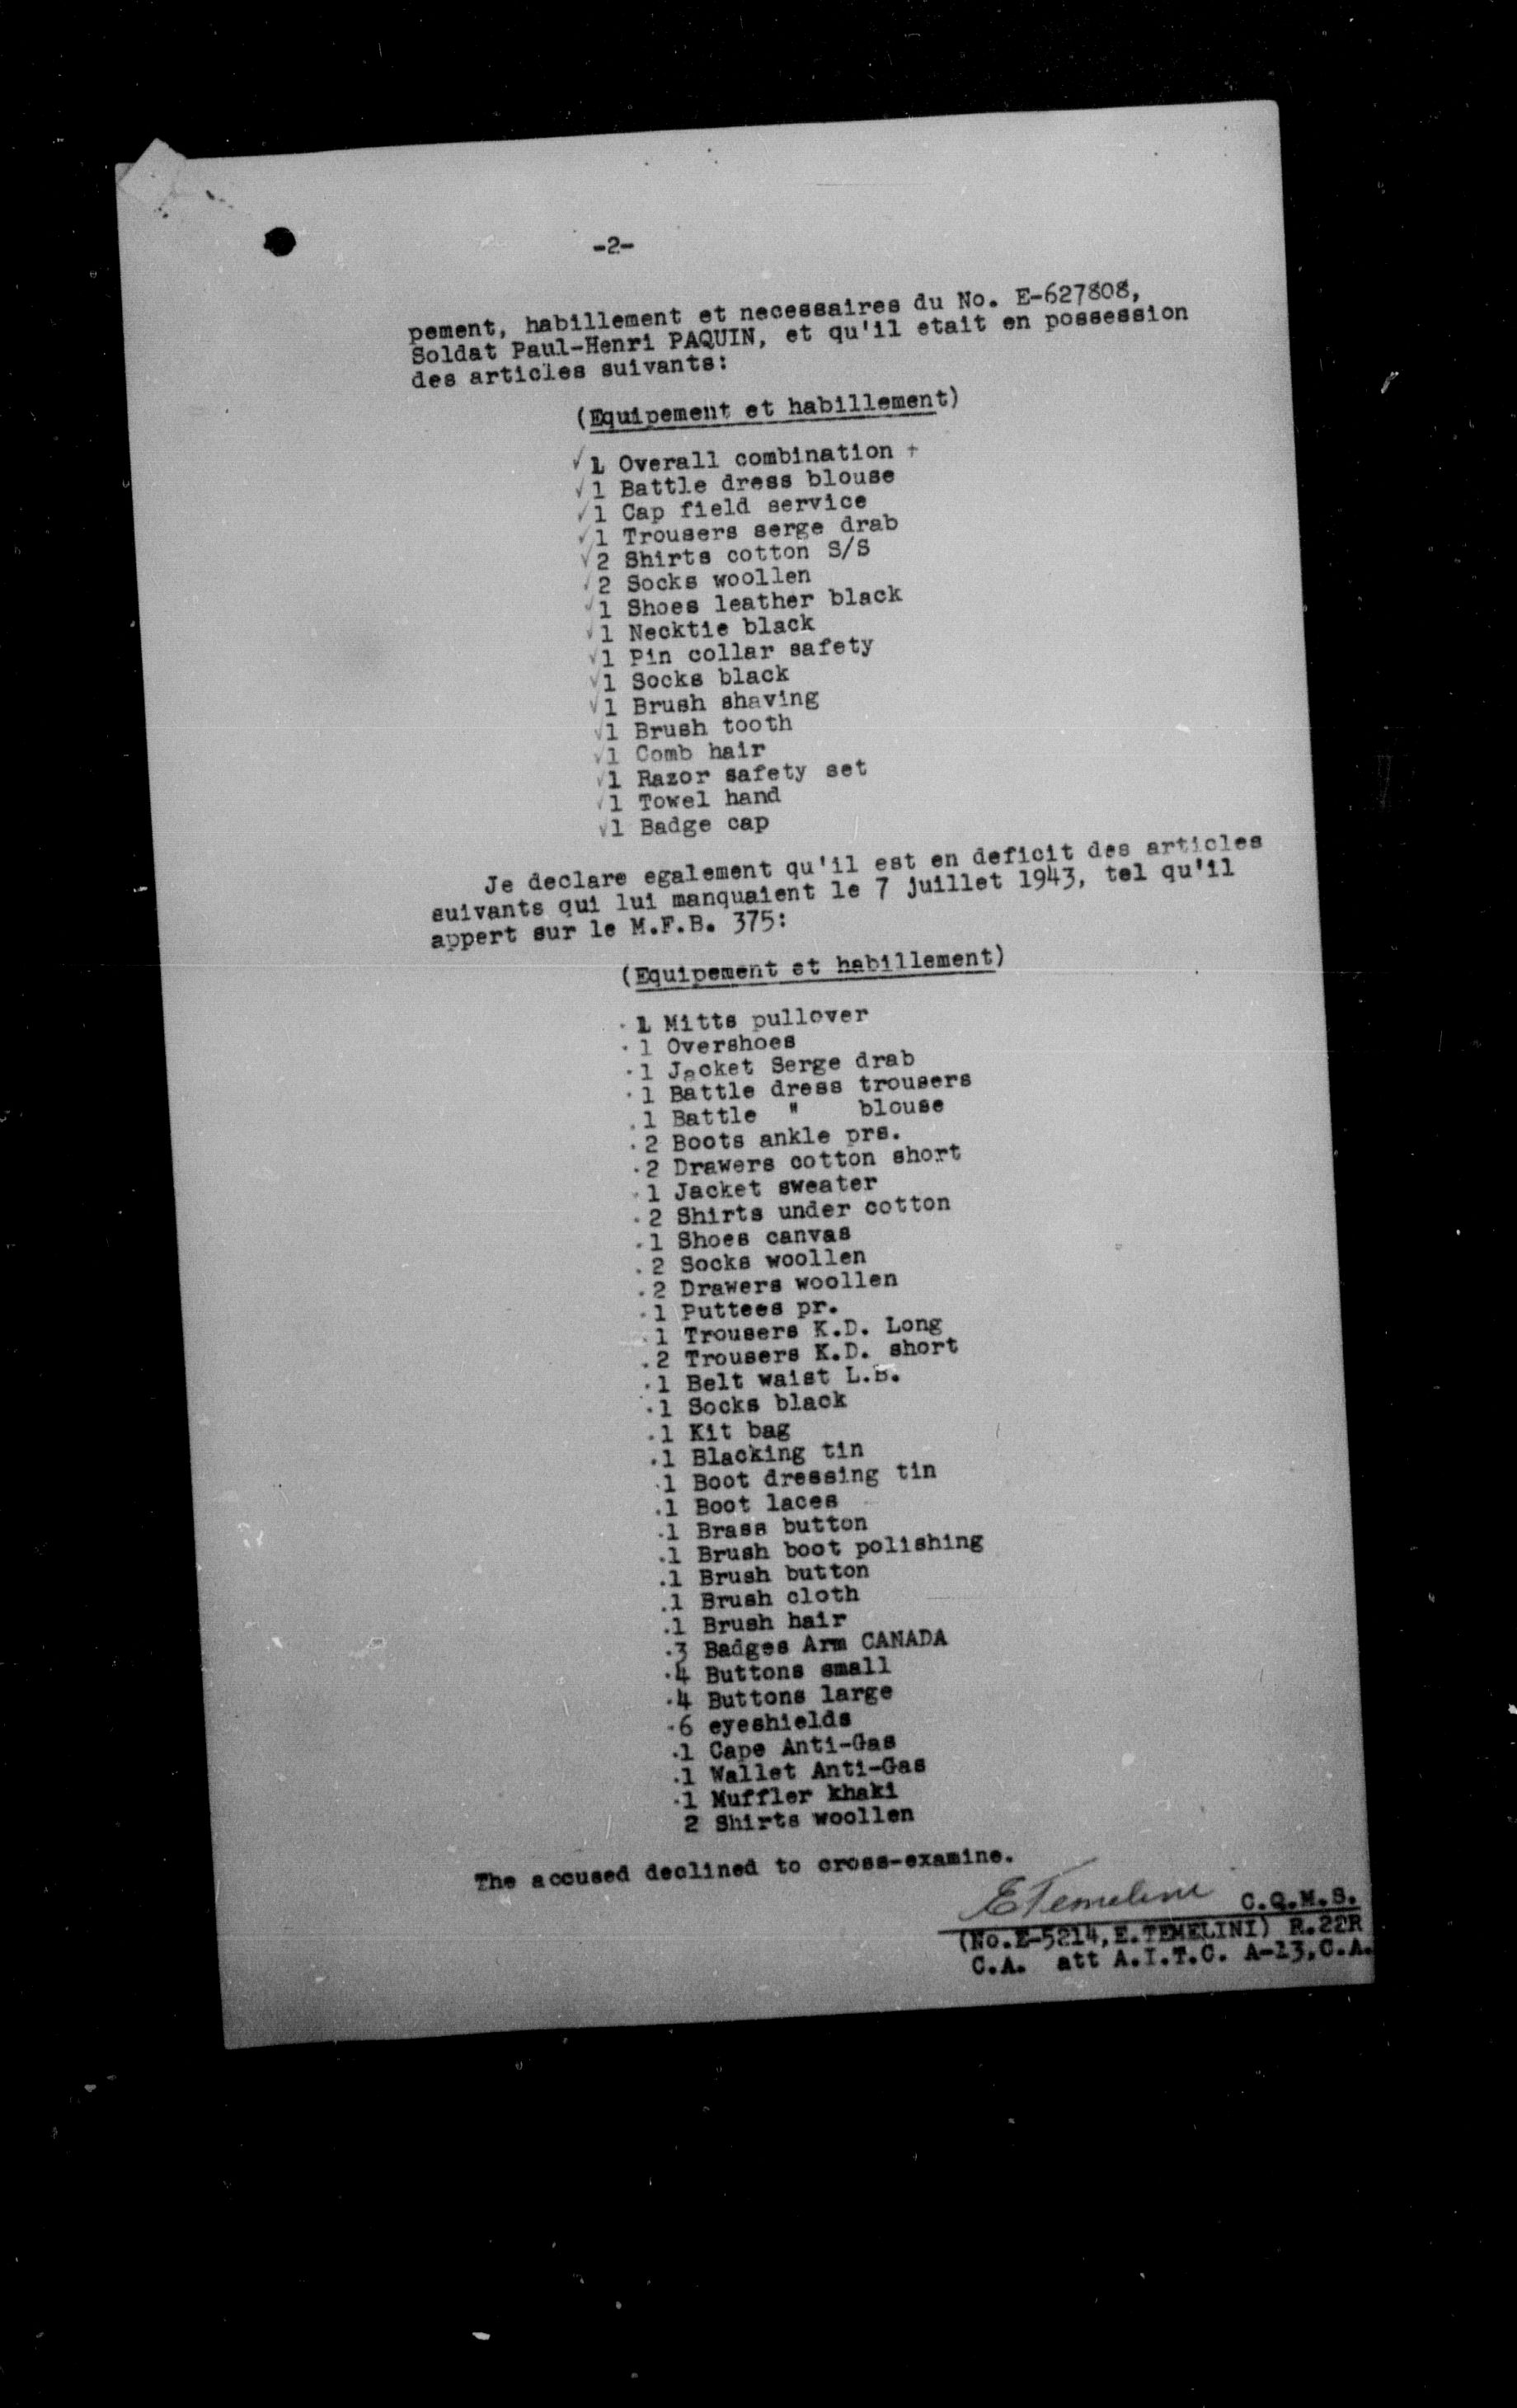 -2-
pement, habillement et necessaires du No. E-627808,
Soldat Paul-Henri PAQUIN, et qu'il etait en possession
des articles suivants:
(Equipement et habillement)
✓1 Overall combination +
✓1 Battle dress blouse
✓1 Cap field service
✓1 Trousers serge drab
✓2 Shirts cotton S/S
✓2 Socks woollen
✓1 Shoes leather black
✓1 Necktie black
✓1 Pin collar safety
✓1 Socks black
✓1 Brush shaving
✓1 Brush tooth
✓1 Comb hair
✓1 Razor safety set
✓1 Towel hand
✓1 Badge cap
Je declare egalement qu'il est en deficit des articles
suivants qui lui manquaient le 7 juillet 1943, tel qu'il
appert sur le M.F.B. 375:
(Equipement et habillement)
.1 Mitts pullover
.1 Overshoes
.1 Jacket Serge drab
.1 Battle dress trousers
.1 Battle " blouse
.2 Boots ankle prs.
.2 Drawers cotton short
.1 Jacket sweater
.2 Shirts under cotton
.1 Shoes canvas
.2 Socks woollen
.2 Drawers woollen
.1 Puttees pr.
.1 Trousers K.D. Long
.2 Trousers K.D. short
.1 Belt waist L.B.
.1 Socks black
.1 Kit bag
.1 Blacking tin
.1 Boot dressing tin
.1 Boot laces
.1 Brass button
.1 Brush boot polishing
.1 Brush button
.1 Brush cloth
.1 Brush hair
.3 Badges Arm CANADA
.4 Buttons small
.4 Buttons large
.6 eyeshields
.1 Cape Anti-Gas
.1 Wallet Anti-Gas
.1 Muffler khaki
2 Shirts woollen
The accused declined to cross-examine.
E Temelini C.Q.M.S.
(No.E-5214,E.TEMELINI) R.22R
C.A. att A.I.T.C. A-13,C.A.